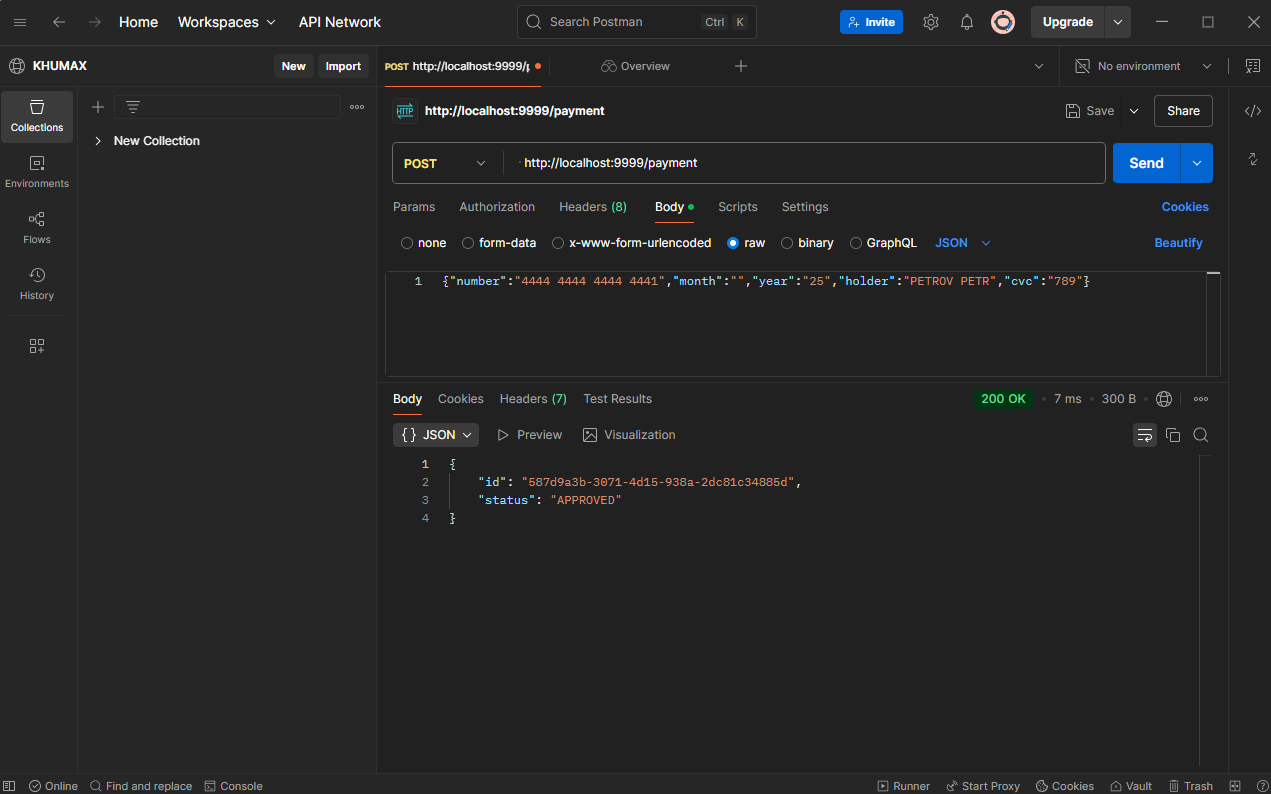 Home Workspaces API Network Search Postman Ctrl K Invite Upgrade
KHUMAX New Import POST http://localhost:9999/p Overview No environment
Collections
New Collection
Environments
Flows
History
HTTP http://localhost:9999/payment Save Share
POST http://localhost:9999/payment Send
Params Authorization Headers (8) Body Scripts Settings Cookies
none form-data x-www-form-urlencoded raw binary GraphQL JSON Beautify
1 {"number":"4444 4444 4444 4441","month":"","year":"25","holder":"PETROV PETR","cvc":"789"}
Body Cookies Headers (7) Test Results 200 OK 7 ms 300 B
{} JSON Preview Visualization
1 {
2 "id": "587d9a3b-3071-4d15-938a-2dc81c34885d",
3 "status": "APPROVED"
4 }
Online Find and replace Console Runner Start Proxy Cookies Vault Trash